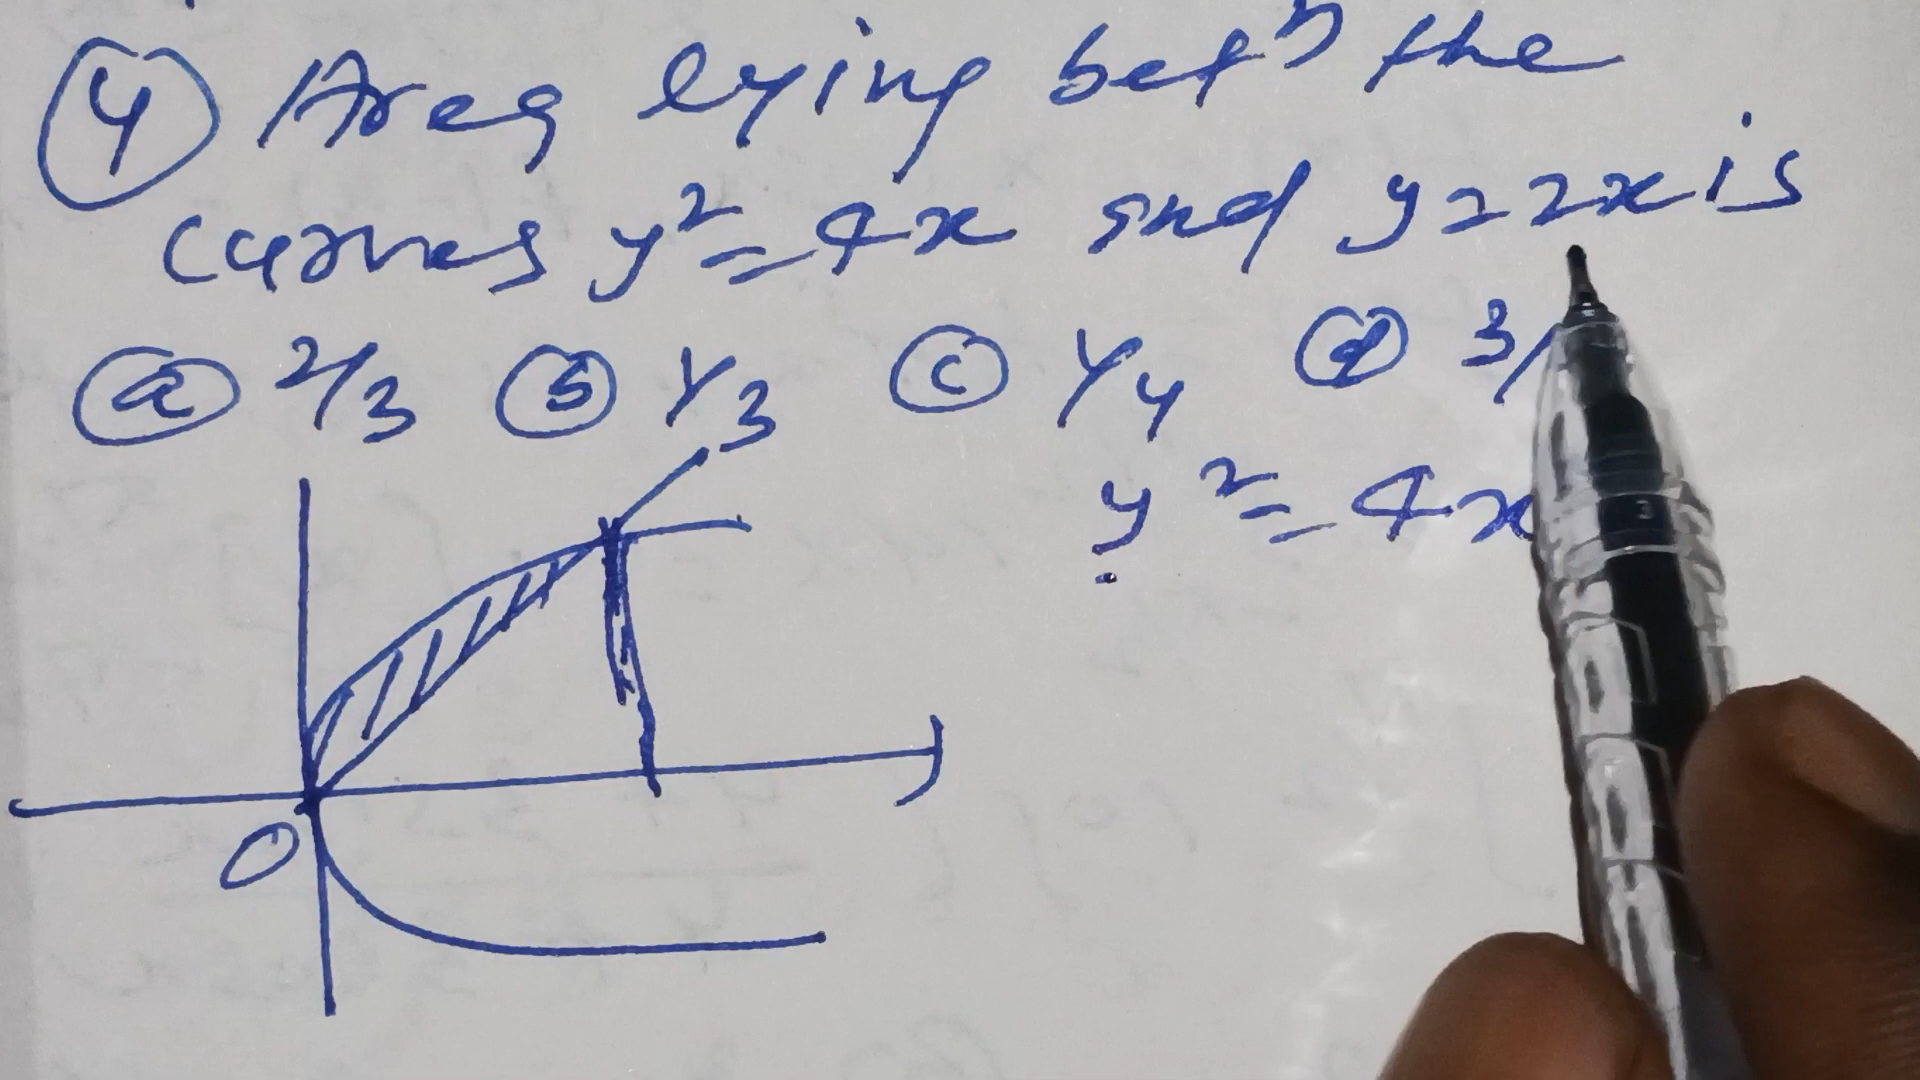 ④ Area lying betn the
curves y² = 4x and y = 2x is
ⓐ 2/3 ⓑ 1/3 ⓒ 1/4 ⓓ 3/
y² = 4x
O